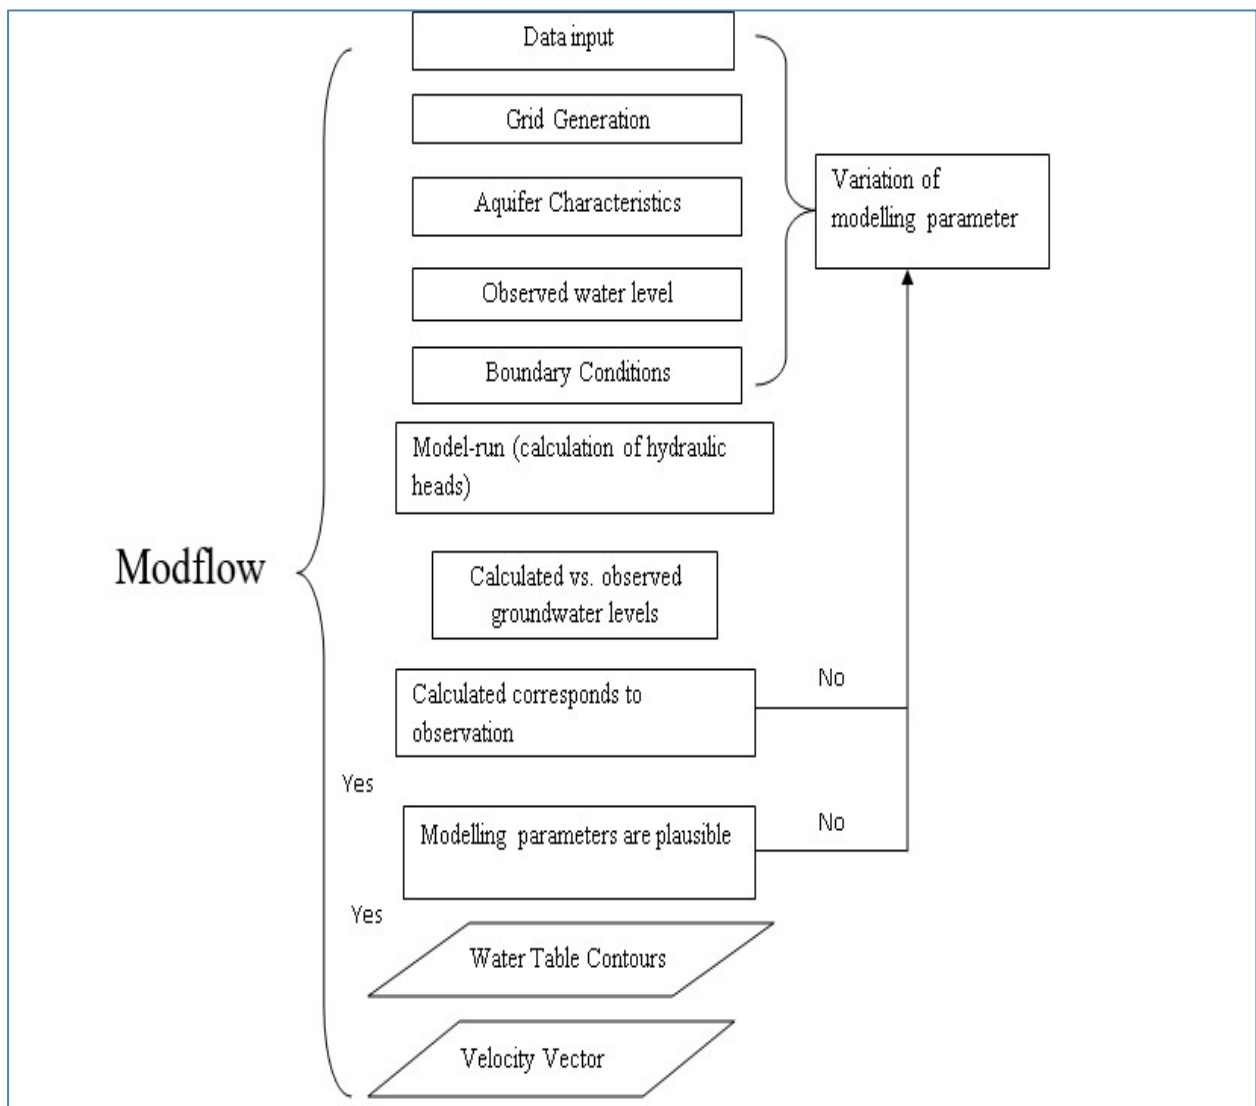 Data input
Grid Generation
Aquifer Characteristics
Variation of
modelling parameter
Observed water level
Boundary Conditions
Model-run (calculation of hydraulic
heads)
Modflow
Calculated vs. observed
groundwater levels
Calculated corresponds to
observation
No
Yes
Modelling parameters are plausible
No
Yes
Water Table Contours
Velocity Vector